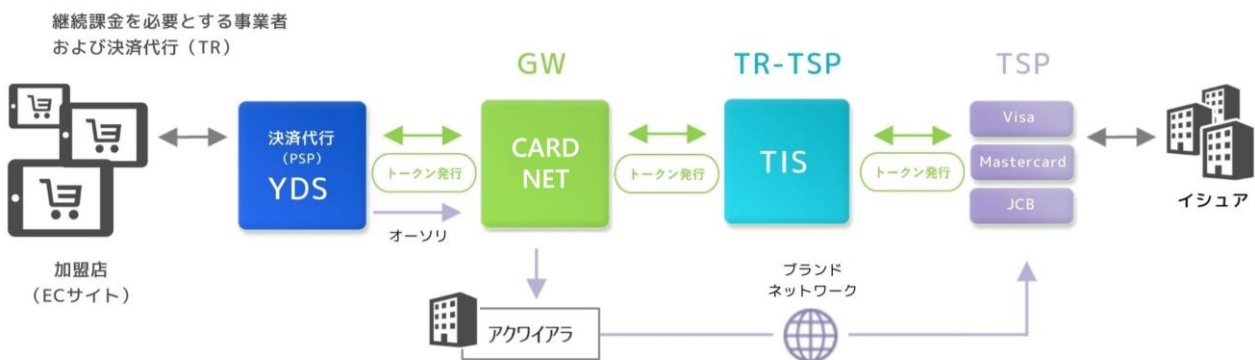 継続課金を必要とする事業者
および決済代行（TR）
GW
TR-TSP
TSP
決済代行
(PSP)
YDS
トークン発行
オーソリ
CARD
NET
トークン発行
TIS
トークン発行
Visa
Mastercard
JCB
イシュア
加盟店
（ECサイト）
アクワイアラ
ブランド
ネットワーク